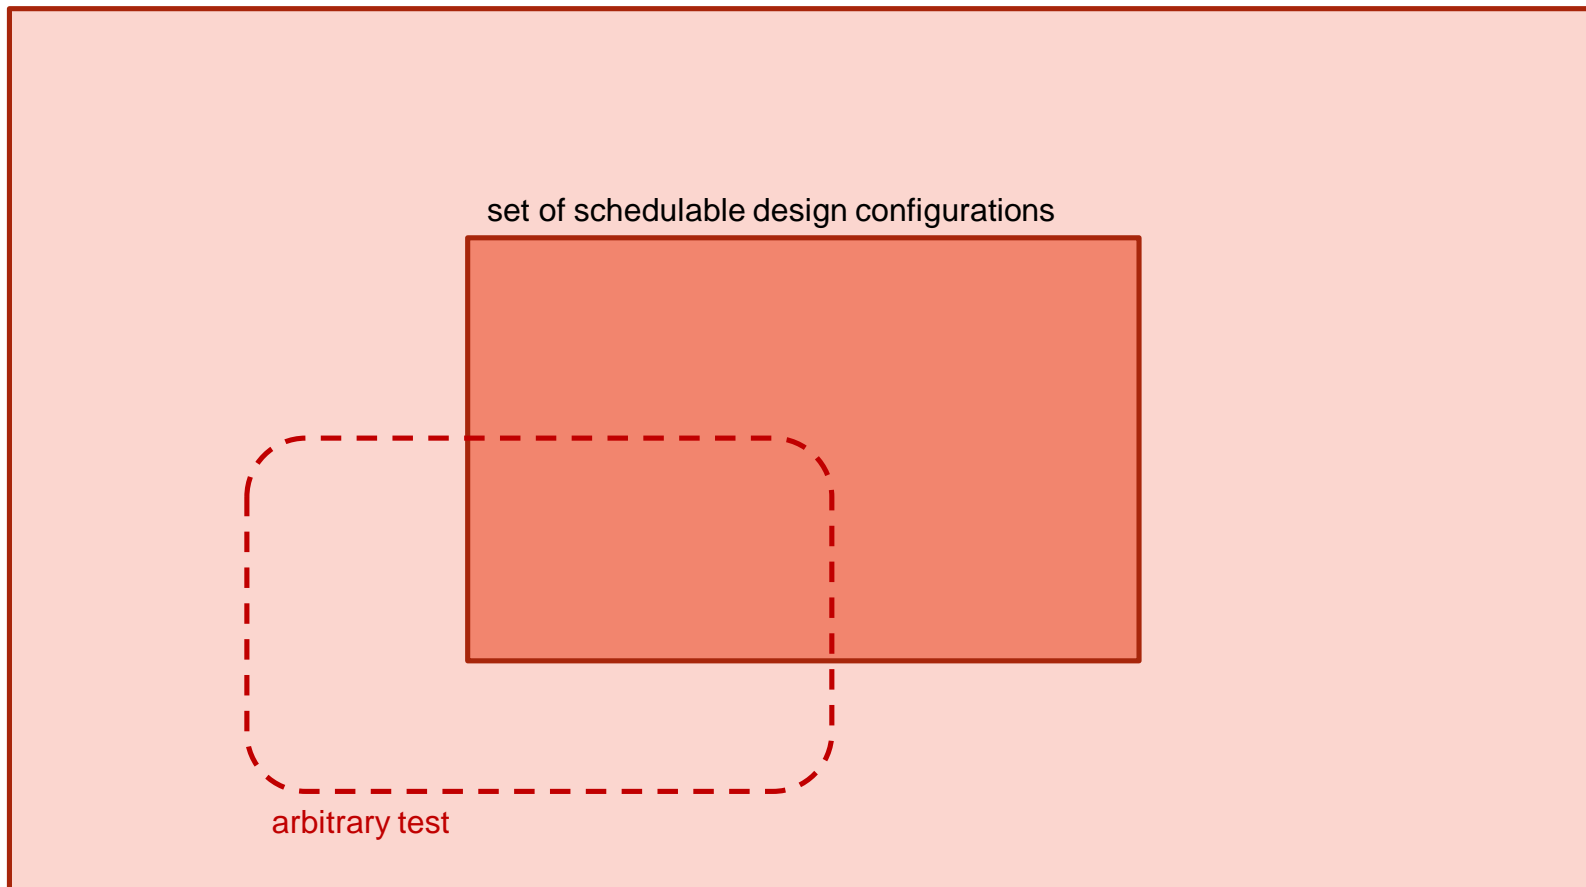 set of schedulable design configurations
arbitrary test